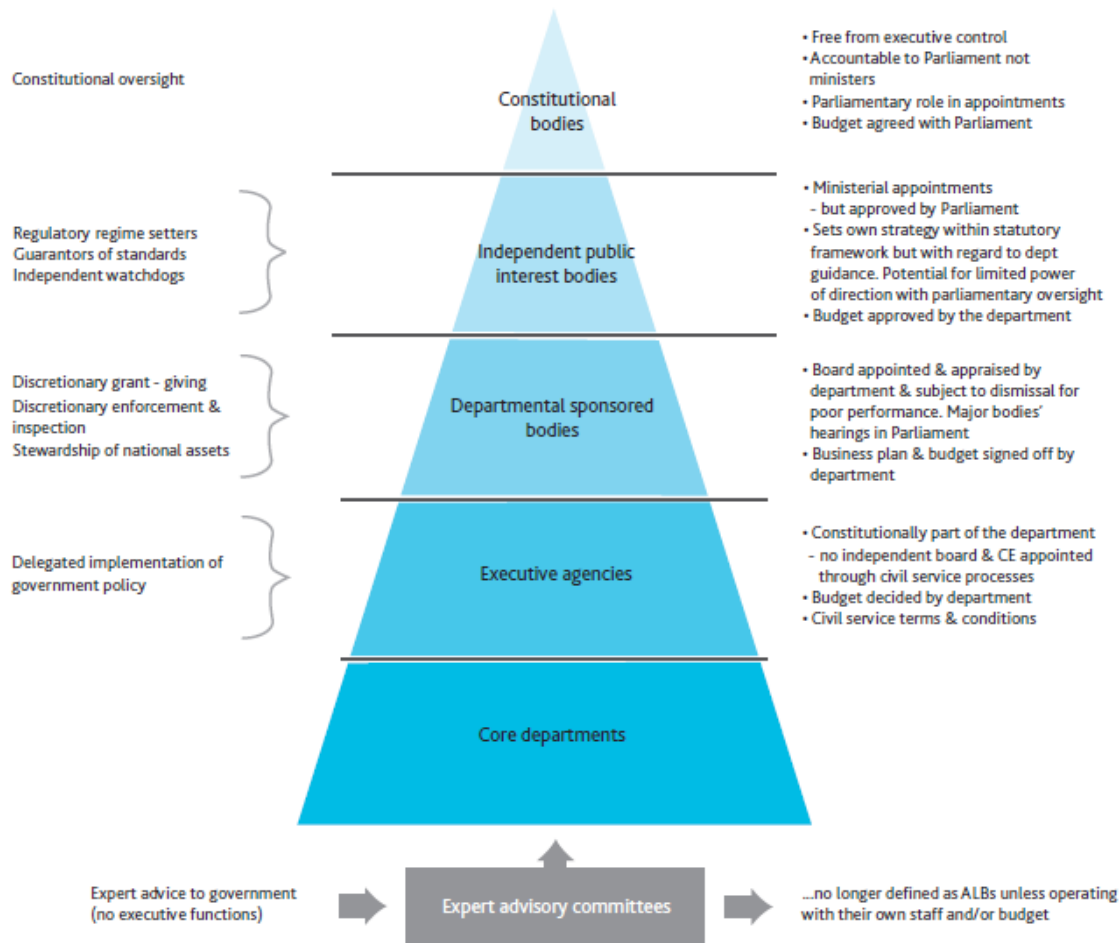 Constitutional oversight
Constitutional
bodies
• Free from executive control
• Accountable to Parliament not
ministers
• Parliamentary role in appointments
• Budget agreed with Parliament
Regulatory regime setters
Guarantors of standards
Independent watchdogs
Independent public
interest bodies
• Ministerial appointments
- but approved by Parliament
• Sets own strategy within statutory
framework but with regard to dept
guidance. Potential for limited power
of direction with parliamentary oversight
• Budget approved by the department
Discretionary grant - giving
Discretionary enforcement &
inspection
Stewardship of national assets
Departmental sponsored
bodies
• Board appointed & appraised by
department & subject to dismissal for
poor performance. Major bodies'
hearings in Parliament
• Business plan & budget signed off by
department
Delegated implementation of
government policy
Executive agencies
• Constitutionally part of the department
- no independent board & CE appointed
through civil service processes
• Budget decided by department
• Civil service terms & conditions
Core departments
Expert advice to government
(no executive functions)
Expert advisory committees
...no longer defined as ALBs unless operating
with their own staff and/or budget